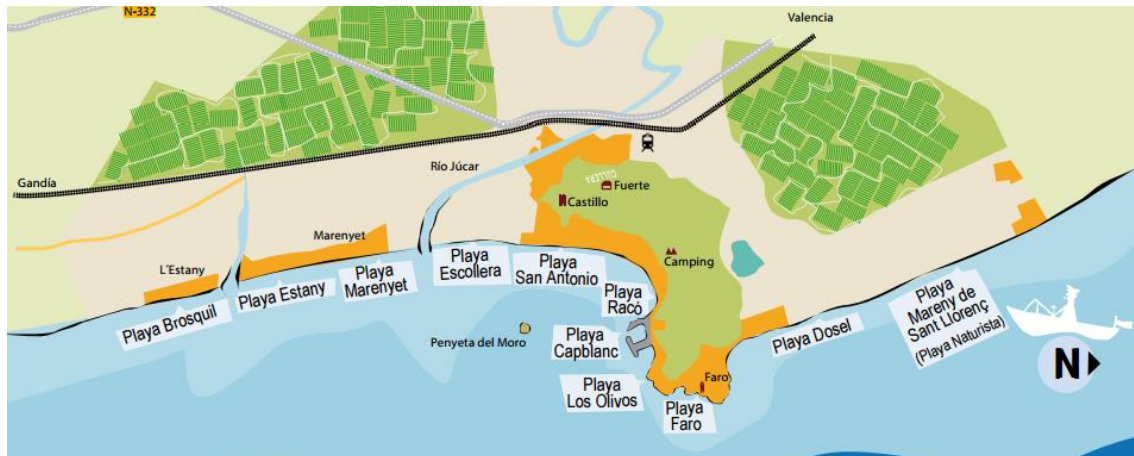 N-332
Valencia
Gandía
Río Júcar
CULLERA
Fuerte
Castillo
Marenyet
L'Estany
Camping
Playa Brosquil
Playa Estany
Playa
Marenyet
Playa
Escollera
Playa
San Antonio
Playa
Racó
Playa
Capblanc
Penyeta del Moro
Playa
Los Olivos
Faro
Playa
Faro
Playa Dosel
Playa
Mareny de
Sant Llorenç
(Playa Naturista)
N